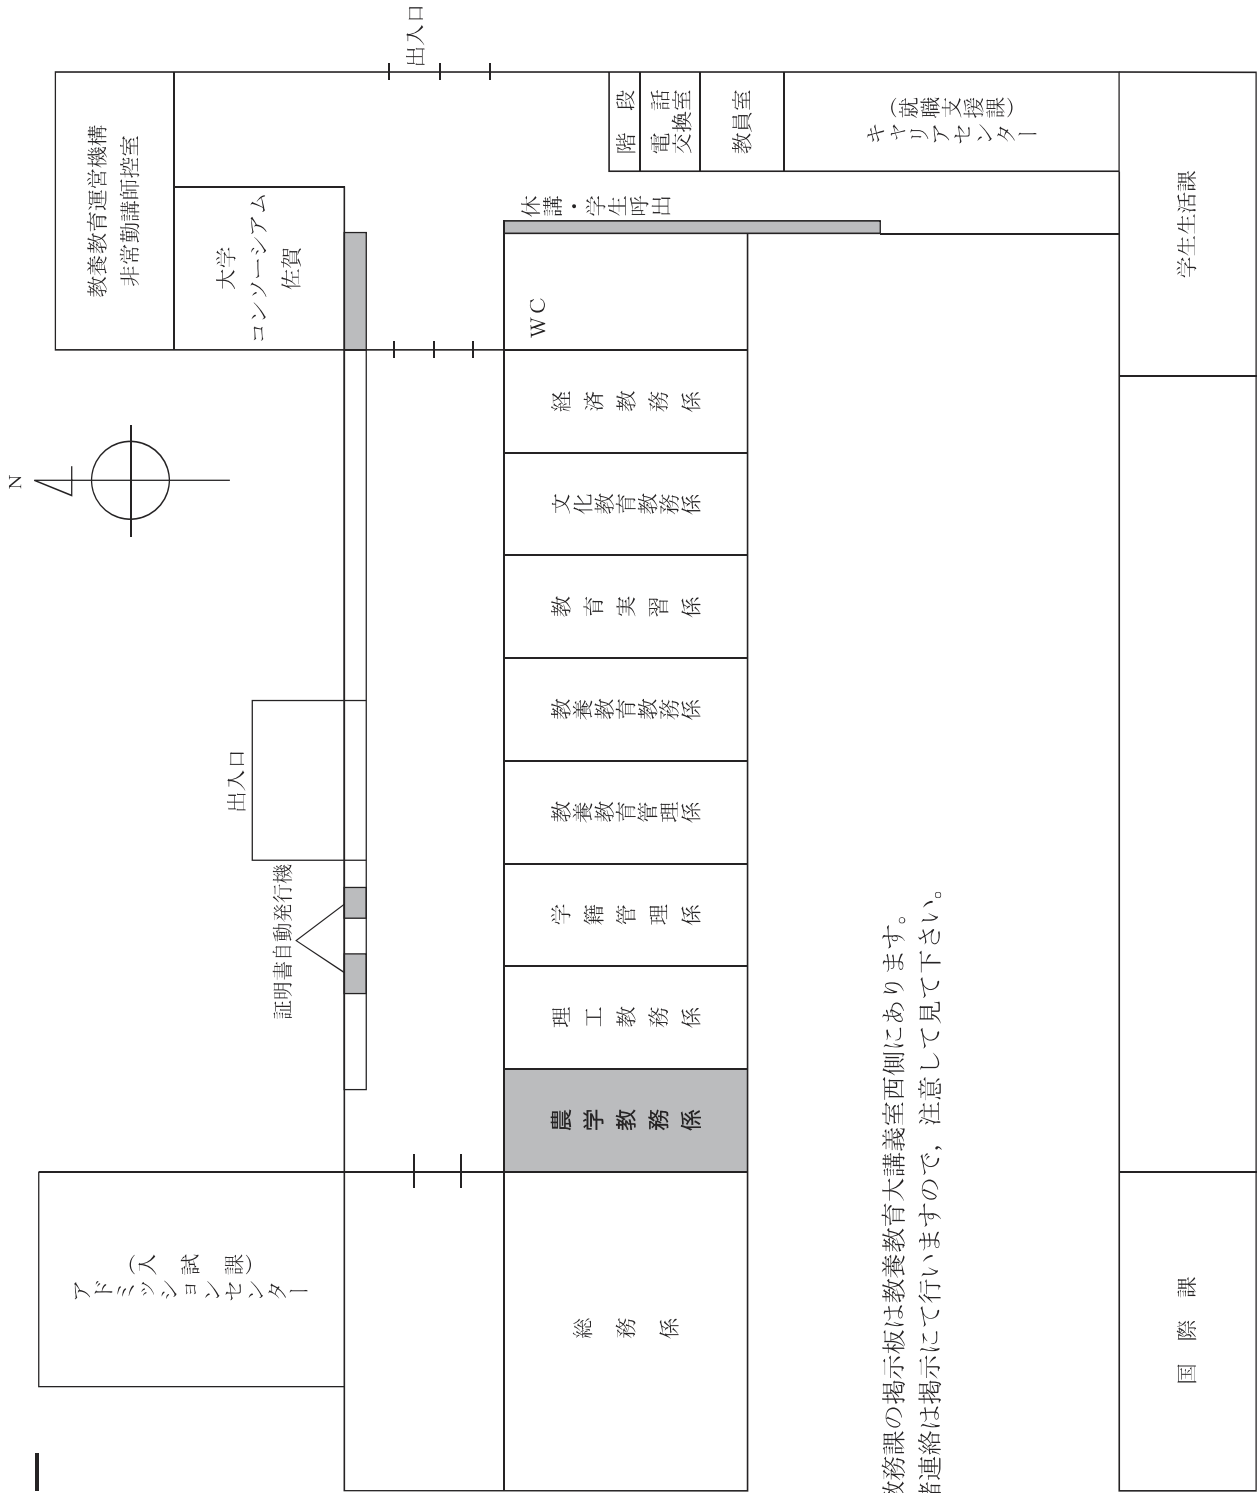 N
教養教育運営機構
非常勤講師控室
大学
コンソーシアム
佐賀
出入口
出入口
証明書自動発行機
（入試課）
アドミッションセンター
総務係
農学教務係
理工教務係
学籍管理係
教養教育管理係
教養教育教務係
教育実習係
文化教育教務係
経済教務係
WC
休講・学生呼出
階段
電話
交換室
教員室
（就職支援課）
キャリアセンター
務課の掲示板は教養教育大講義室西側にあります。
連絡は掲示にて行いますので，注意して見て下さい。
国際課
学生生活課